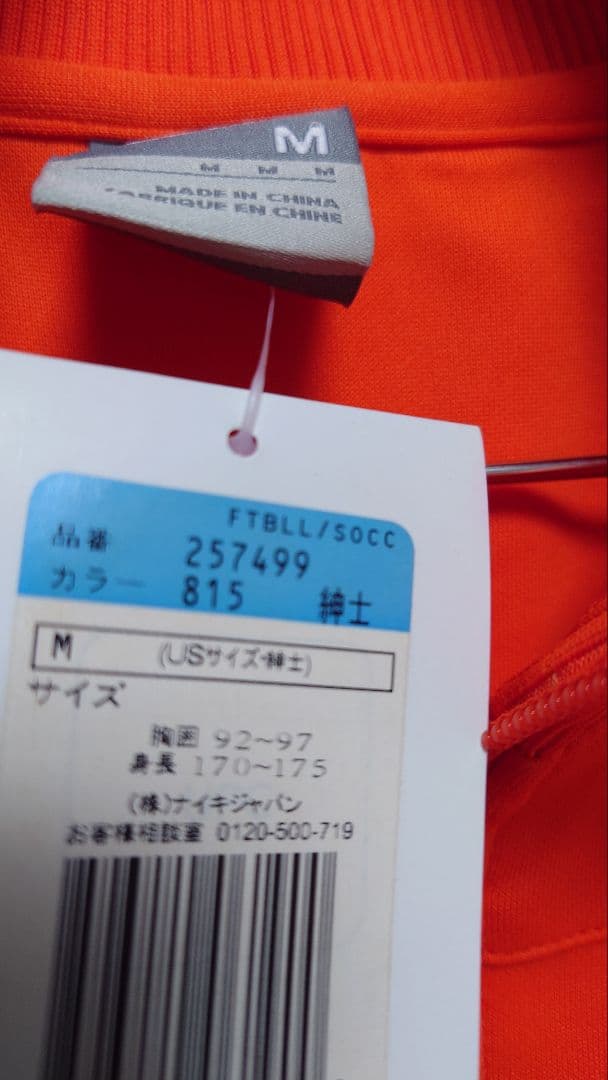 M
M M M
MADE IN CHINA
FABRIQUE EN CHINE
FTBLL/SOCC
品番 257499
カラー 815 紳士
M (USサイズ・紳士)
サイズ
胸囲 92~97
身長 170~175
(株)ナイキジャパン
お客様相談室 0120-500-719